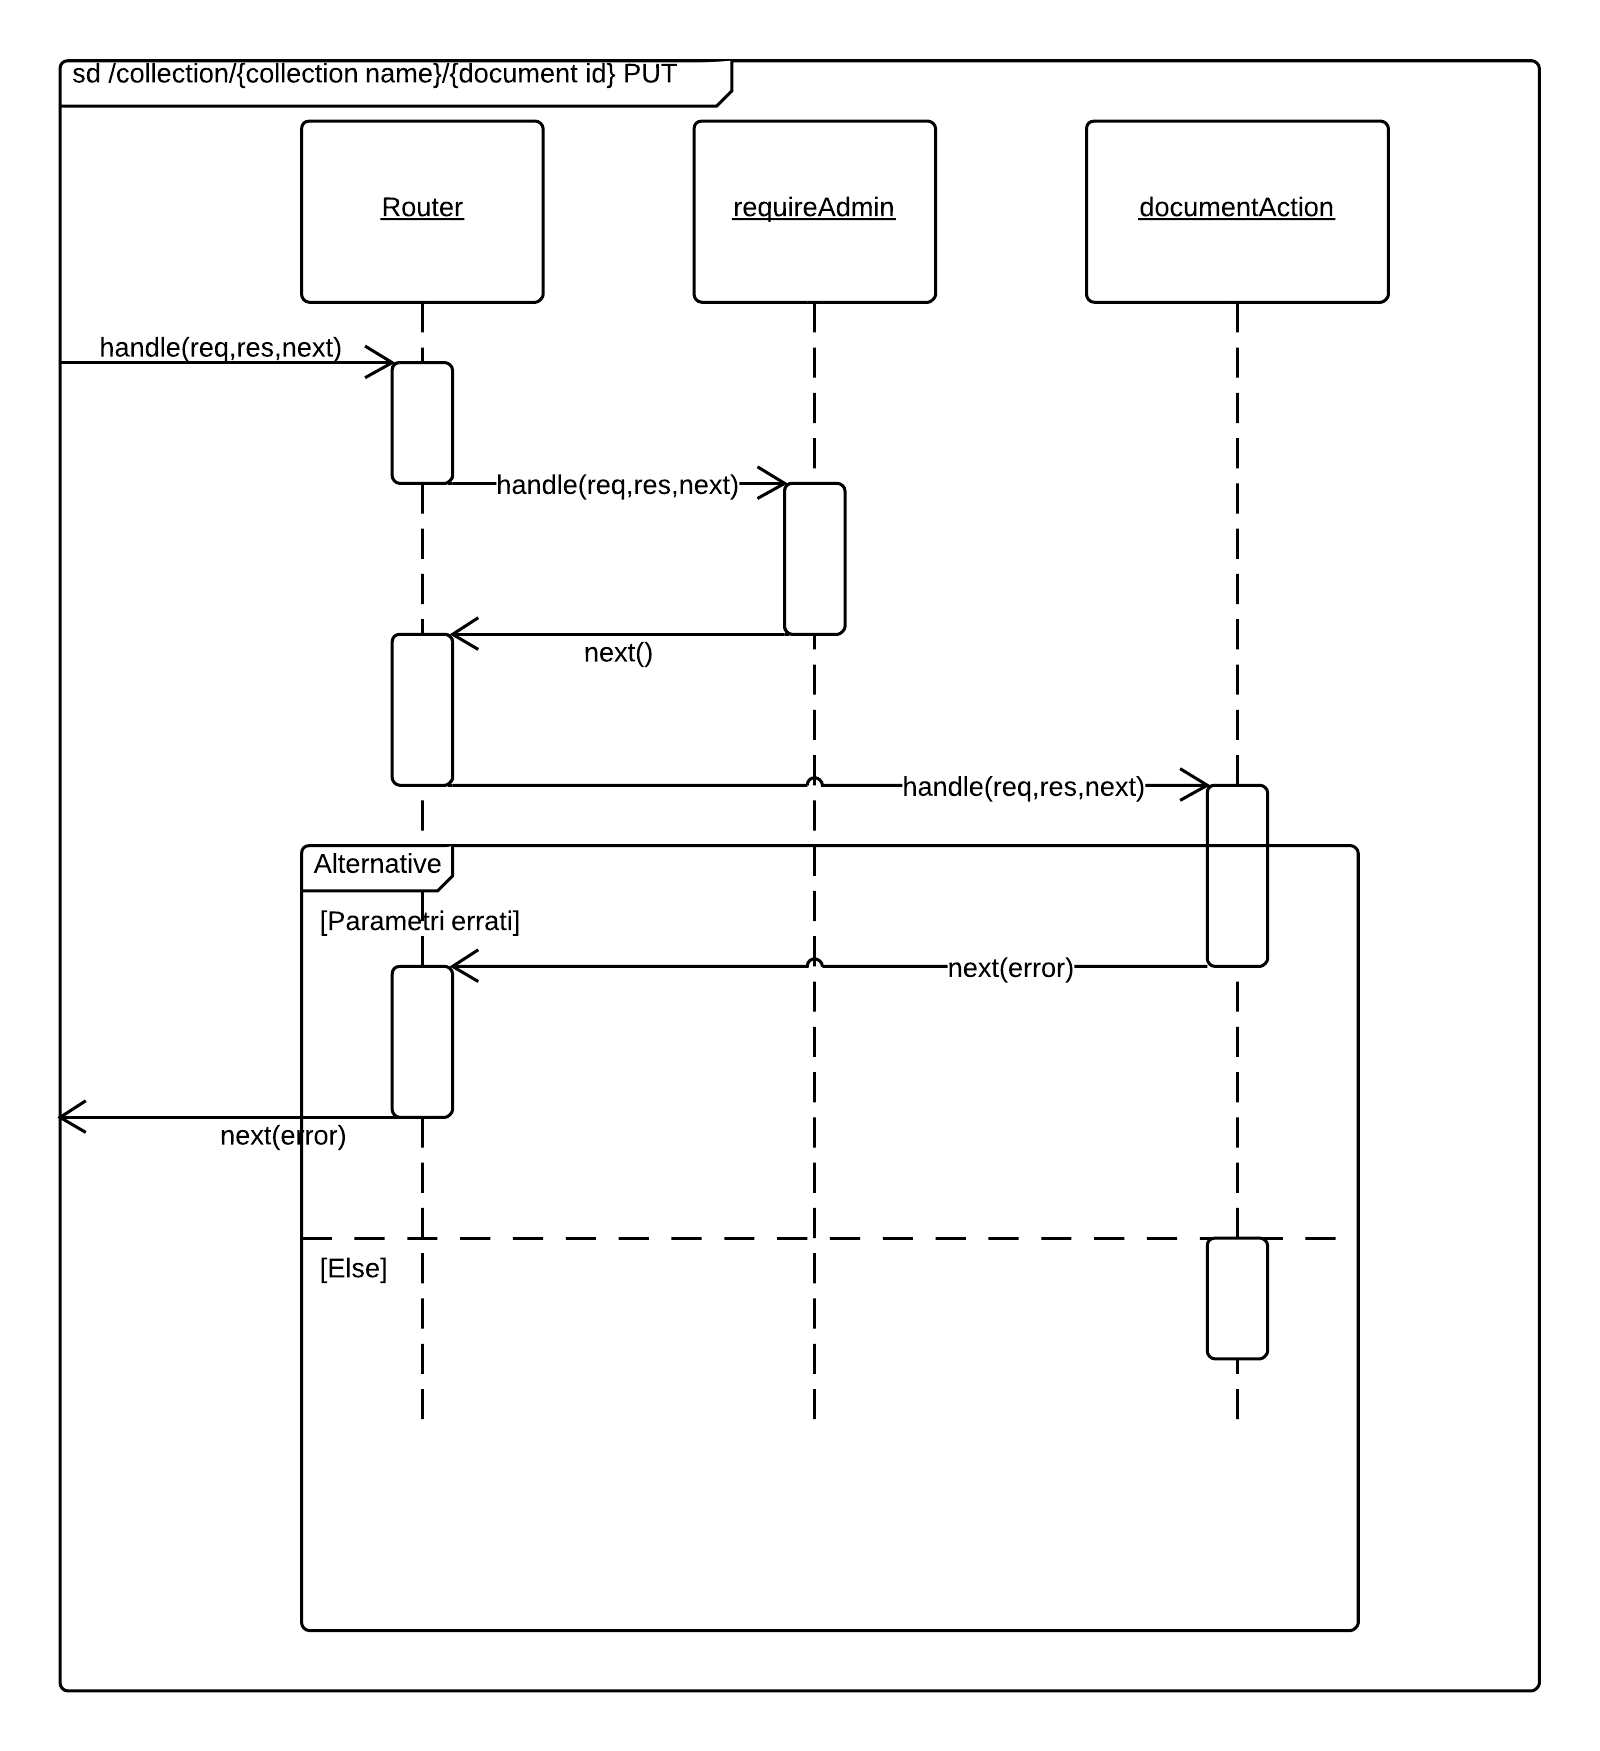 sd /collection/{collection name}/{document id} PUT
Router
requireAdmin
documentAction
handle(req,res,next)
handle(req,res,next)
next()
handle(req,res,next)
Alternative
[Parametri errati]
next(error)
next(error)
[Else]